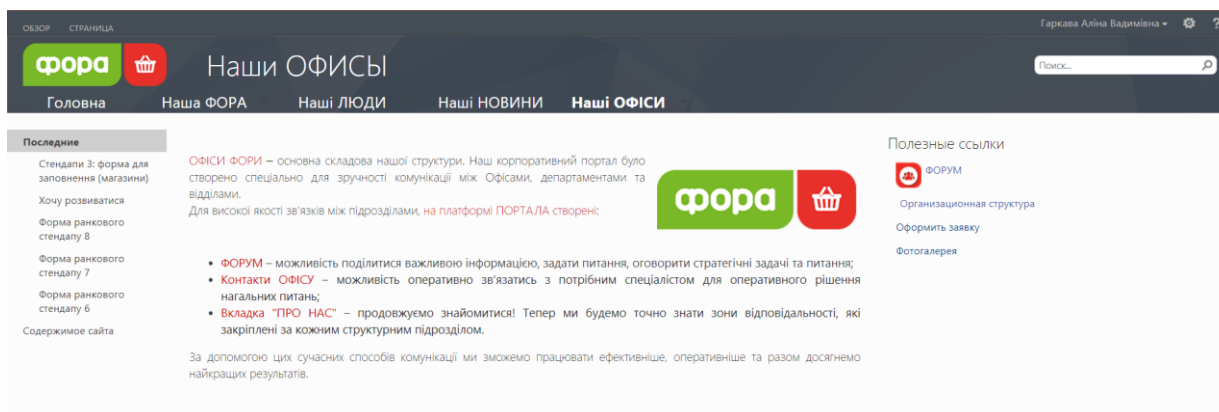 ОБЗОР СТРАНИЦА
Гаркава Аліна Вадимівна
?
фора
Наши ОФИСЫ
Поиск...
Головна Наша ФОРА Наші ЛЮДИ Наші НОВИНИ Наші ОФІСИ
Последние
Стендапи 3: форма для
заповнення (магазини)
Хочу розвиватися
Форма ранкового
стендапу 8
Форма ранкового
стендапу 7
Форма ранкового
стендапу 6
Содержимое сайта
ОФІСИ ФОРИ – основна складова нашої структури. Наш корпоративний портал було
створено спеціально для зручності комунікації між Офісами, департаментами та
відділами.
Для високої якості зв'язків між підрозділами, на платформі ПОРТАЛА створені:
фора
• ФОРУМ – можливість поділитися важливою інформацією, задати питання, оговорити стратегічні задачі та питання;
• Контакти ОФІСУ – можливість оперативно зв'язатись з потрібним спеціалістом для оперативного рішення
нагальних питань;
• Вкладка "ПРО НАС" – продовжуємо знайомитися! Тепер ми будемо точно знати зони відповідальності, які
закріплені за кожним структурним підрозділом.
За допомогою цих сучасних способів комунікації ми зможемо працювати ефективніше, оперативніше та разом досягнемо
найкращих результатів.
Полезные ссылки
ФОРУМ
Организационная структура
Оформить заявку
Фотогалерея